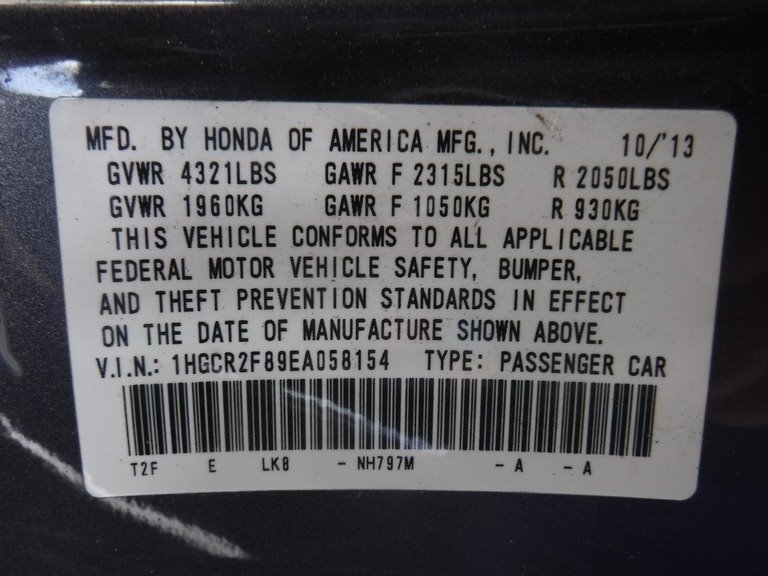 MFD. BY HONDA OF AMERICA MFG., INC. 10/'13
GVWR 4321LBS GAWR F 2315LBS R 2050LBS
GVWR 1960KG GAWR F 1050KG R 930KG
THIS VEHICLE CONFORMS TO ALL APPLICABLE
FEDERAL MOTOR VEHICLE SAFETY, BUMPER,
AND THEFT PREVENTION STANDARDS IN EFFECT
ON THE DATE OF MANUFACTURE SHOWN ABOVE.
V.I.N.: 1HGCR2F89EA058154 TYPE: PASSENGER CAR
T2F E LK8 - NH797M - A - A